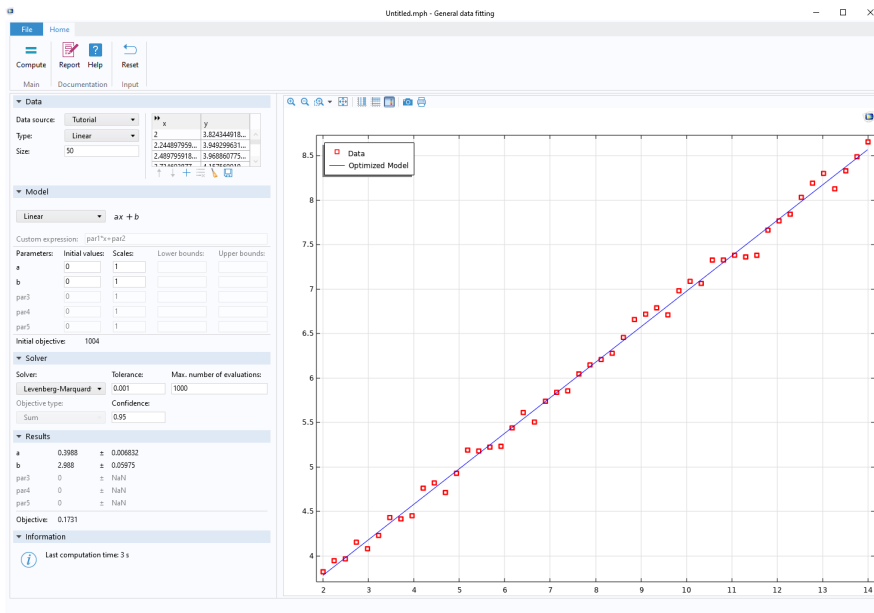 Untitled.mph - General data fitting
File Home
Compute Report Help Reset
Main Documentation Input
Data
Data source: Tutorial
Type: Linear
Size: 50
x y
2 3.824344918...
2.244897959... 3.949299631...
2.489795918... 3.968860775...
Model
Linear ax + b
Custom expression: par1*x+par2
Parameters: Initial values: Scales: Lower bounds: Upper bounds:
a 0 1
b 0 1
par3 0 1
par4 0 1
par5 0 1
Initial objective: 1004
Solver
Solver: Tolerance: Max. number of evaluations:
Levenberg-Marquard 0.001 1000
Objective type: Confidence:
Sum 0.95
Results
a 0.3988 ± 0.006832
b 2.988 ± 0.05975
par3 0 ± NaN
par4 0 ± NaN
par5 0 ± NaN
Objective: 0.1731
Information
Last computation time: 3 s
Data
Optimized Model
8.5
8
7.5
7
6.5
6
5.5
5
4.5
4
2 3 4 5 6 7 8 9 10 11 12 13 14